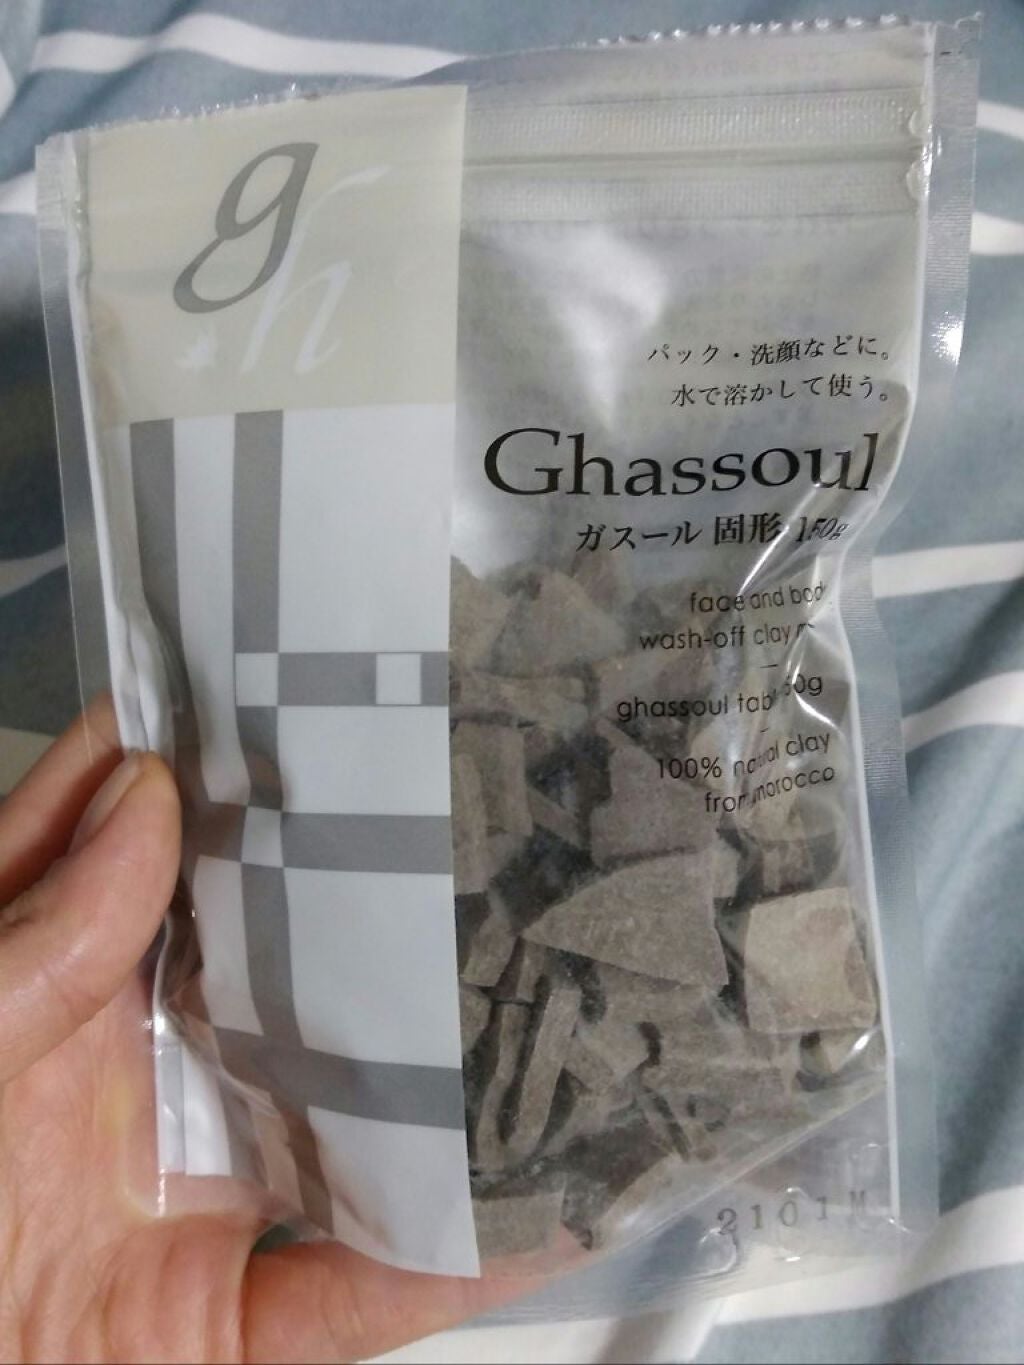 gh
パック・洗顔などに。
水で溶かして使う。
Ghassoul
ガスール 固形 150g
face and body
wash-off clay
ghassoul
100% natural clay
from morocco
2101M